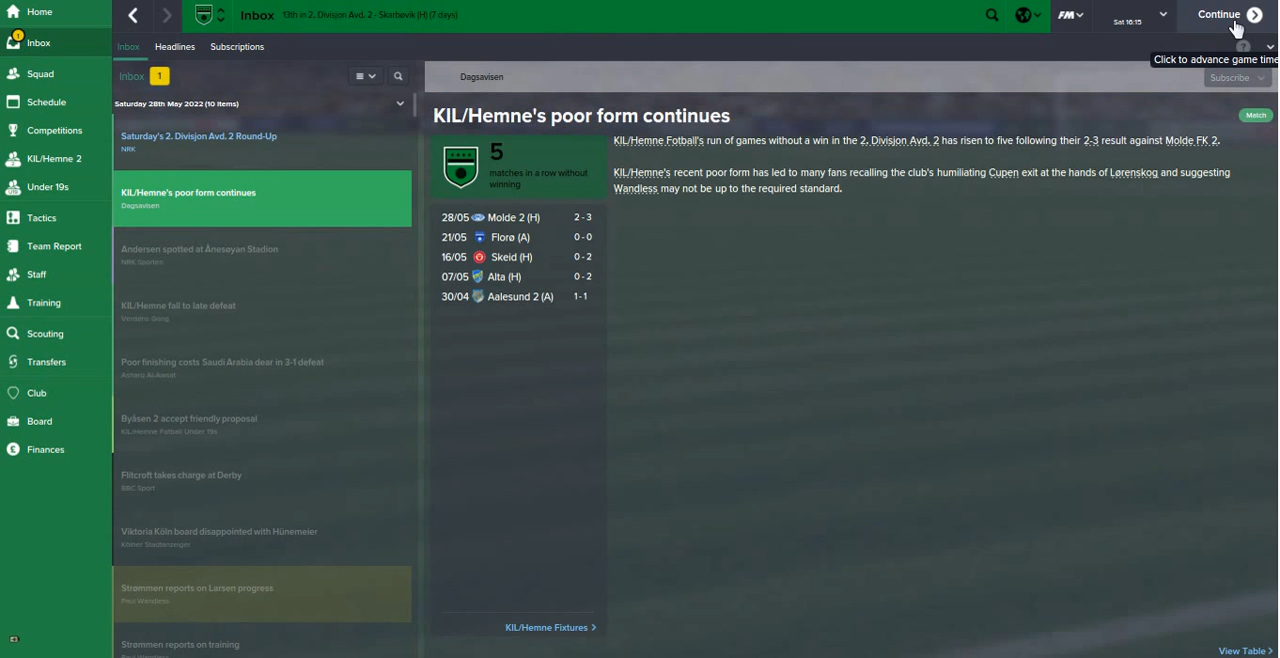 Home
Inbox
13th in 2. Divisjon Avd. 2 - Skarbøvik (H) (7 days)
FM
Sat 16:15
Continue
Click to advance game time
1
Inbox
Inbox
Headlines
Subscriptions
Squad
Schedule
Competitions
KIL/Hemne 2
Under 19s
Tactics
Team Report
Staff
Training
Scouting
Transfers
Club
Board
Finances
Inbox 1
Saturday 28th May 2022 (10 Items)
Saturday's 2. Divisjon Avd. 2 Round-Up
NRK
KIL/Hemne's poor form continues
Dagsavisen
Andersen spotted at Ånesøyan Stadion
NRK Sporten
KIL/Hemne fall to late defeat
Verdens Gang
Poor finishing costs Saudi Arabia dear in 3-1 defeat
Asharq Al-Awsat
Byåsen 2 accept friendly proposal
KIL/Hemne Fotball Under 19s
Flitcroft takes charge at Derby
BBC Sport
Viktoria Köln board disappointed with Hünemeier
Kölner Stadtanzeiger
Strømmen reports on Larsen progress
Paul Wandless
Strømmen reports on training
Paul Wandless
Dagsavisen
Subscribe
KIL/Hemne's poor form continues
Match
5
matches in a row without
winning
28/05 Molde 2 (H) 2 - 3
21/05 Florø (A) 0 - 0
16/05 Skeid (H) 0 - 2
07/05 Alta (H) 0 - 2
30/04 Aalesund 2 (A) 1 - 1
KIL/Hemne Fixtures >
KIL/Hemne Fotball's run of games without a win in the 2. Divisjon Avd. 2 has risen to five following their 2-3 result against Molde FK 2.
KIL/Hemne's recent poor form has led to many fans recalling the club's humiliating Cupen exit at the hands of Lørenskog and suggesting
Wandless may not be up to the required standard.
View Table >